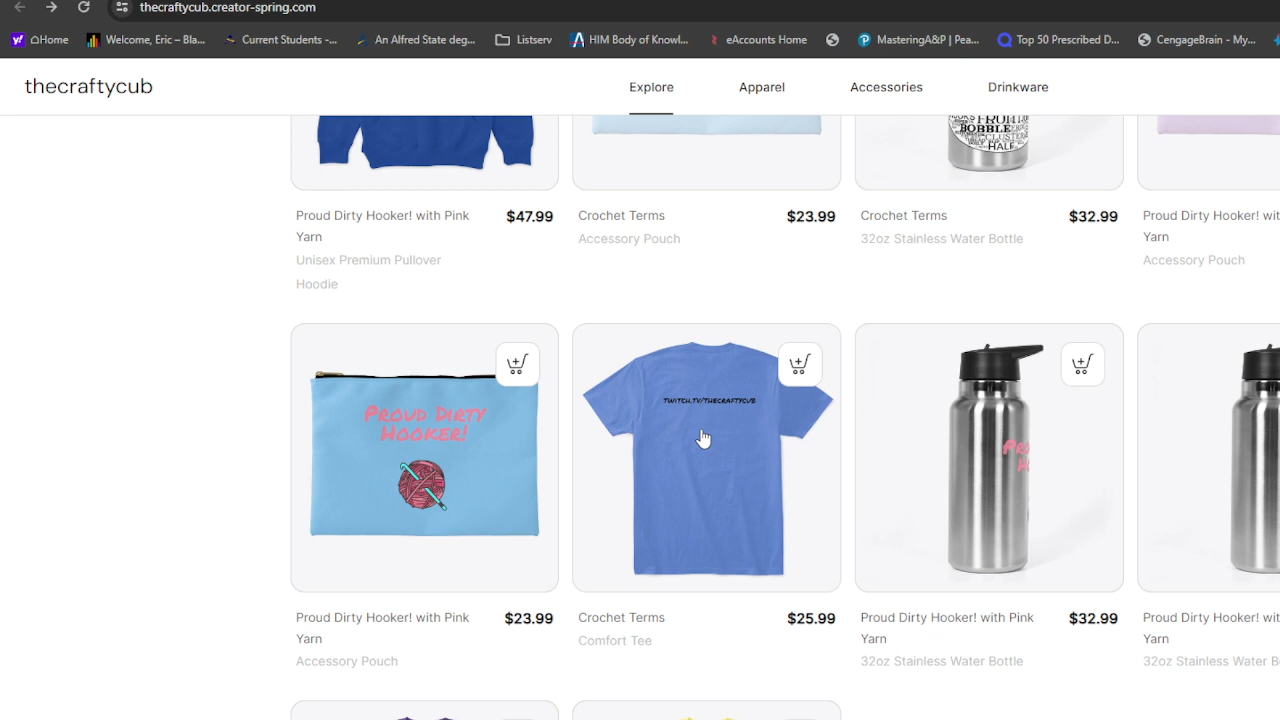 thecraftycub.creator-spring.com
Home
Welcome, Eric – Bla...
Current Students -...
An Alfred State deg...
Listserv
HIM Body of Knowl...
eAccounts Home
MasteringA&P | Pea...
Top 50 Prescribed D...
CengageBrain - My...
thecraftycub
Explore
Apparel
Accessories
Drinkware
FROM
BOBBLE
CLUSTER
HALF
Proud Dirty Hooker! with Pink
Yarn
$47.99
Unisex Premium Pullover
Hoodie
Crochet Terms
$23.99
Accessory Pouch
Crochet Terms
$32.99
32oz Stainless Water Bottle
Proud Dirty Hooker! wit
Yarn
Accessory Pouch
PROUD DIRTY
HOOKER!
TWITCH.TV/THECRAFTYCUB
Proud Dirty Hooker! with Pink
Yarn
$23.99
Accessory Pouch
Crochet Terms
$25.99
Comfort Tee
Proud Dirty Hooker! with Pink
Yarn
$32.99
32oz Stainless Water Bottle
Proud Dirty Hooker! wit
Yarn
32oz Stainless Water B